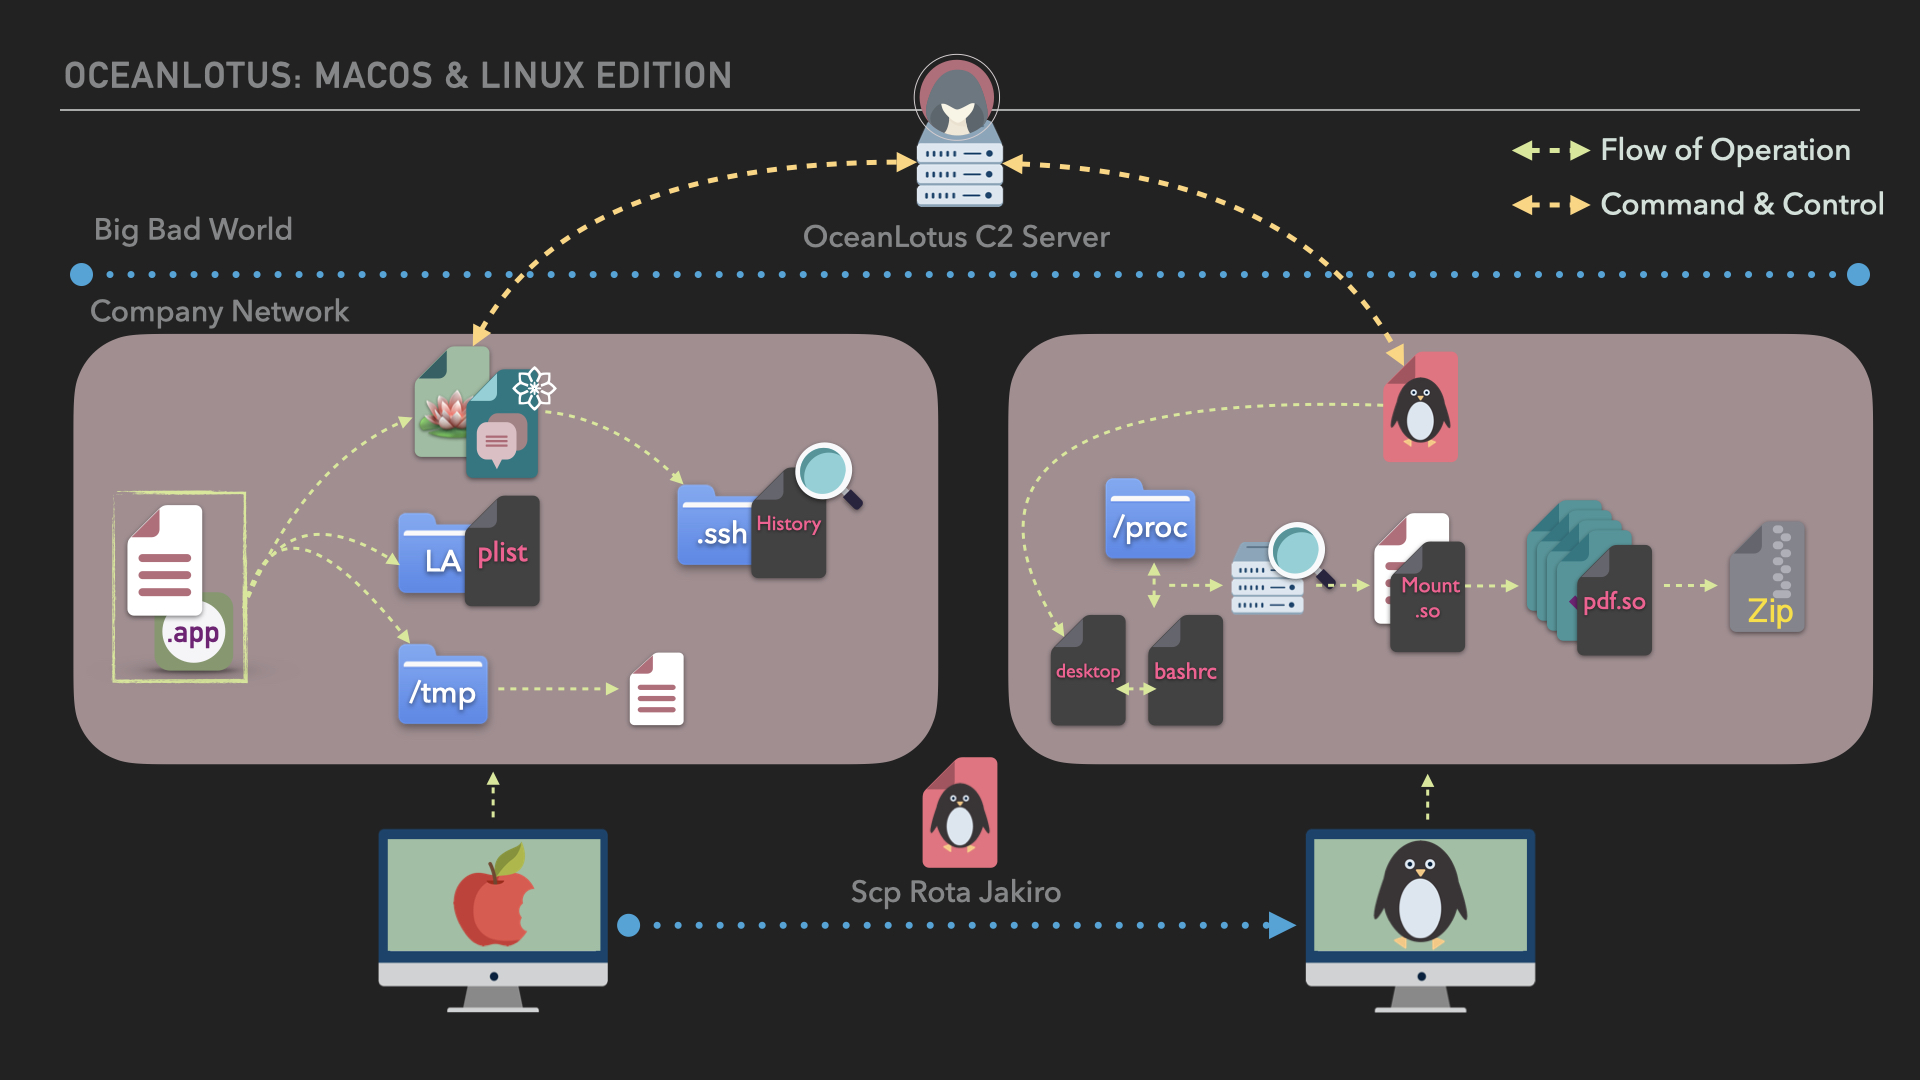 OCEANLOTUS: MACOS & LINUX EDITION
Flow of Operation
Command & Control
Big Bad World
OceanLotus C2 Server
Company Network
.app
LA
plist
/tmp
.ssh
History
/proc
desktop
bashrc
Mount
.so
pdf.so
Zip
Scp Rota Jakiro